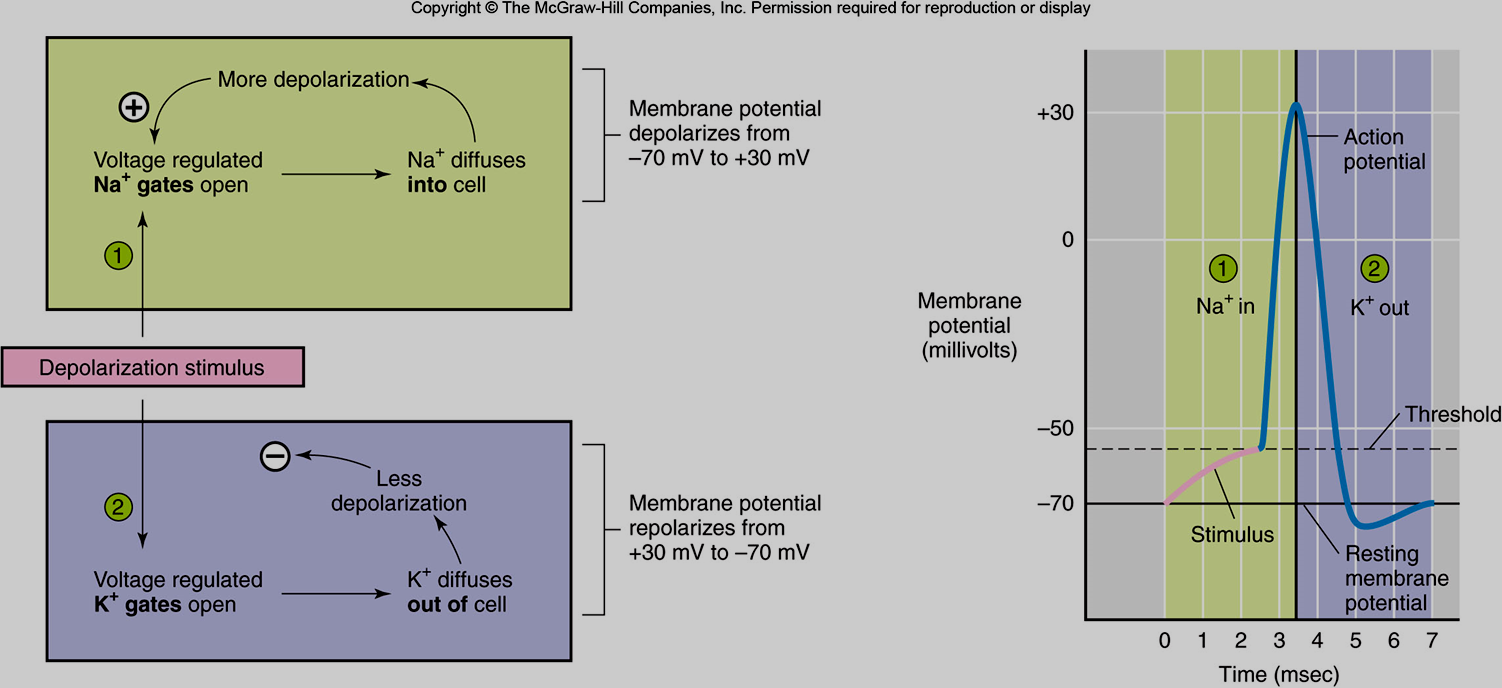 Copyright © The McGraw-Hill Companies, Inc. Permission required for reproduction or display
More depolarization
+
Voltage regulated
Na+ gates open
Na+ diffuses
into cell
1
Membrane potential
depolarizes from
–70 mV to +30 mV
Depolarization stimulus
–
Less
depolarization
2
Voltage regulated
K+ gates open
K+ diffuses
out of cell
Membrane potential
repolarizes from
+30 mV to –70 mV
Membrane
potential
(millivolts)
+30
0
–50
–70
Action
potential
1
Na+ in
2
K+ out
Threshold
Stimulus
Resting
membrane
potential
0 1 2 3 4 5 6 7
Time (msec)